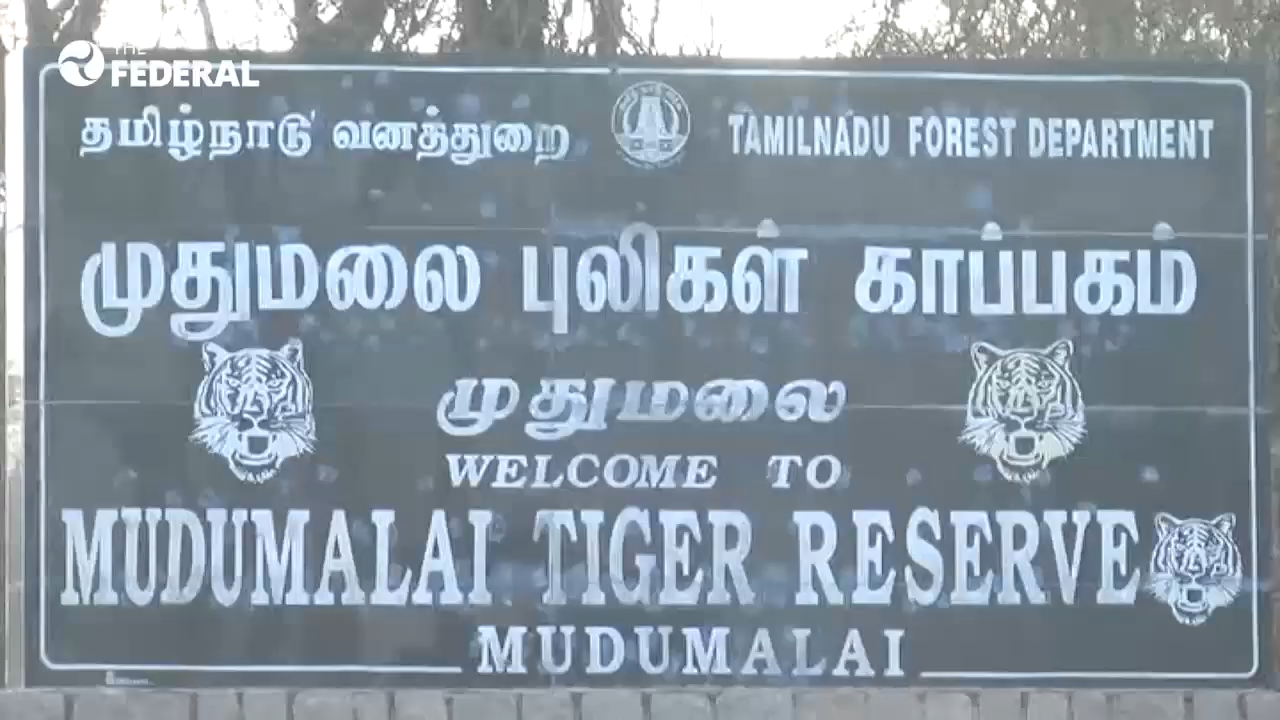 THE
FEDERAL
தமிழ்நாடு வனத்துறை TAMILNADU FOREST DEPARTMENT
முதுமலை புலிகள் காப்பகம்
முதுமலை
WELCOME TO
MUDUMALAI TIGER RESERVE
MUDUMALAI